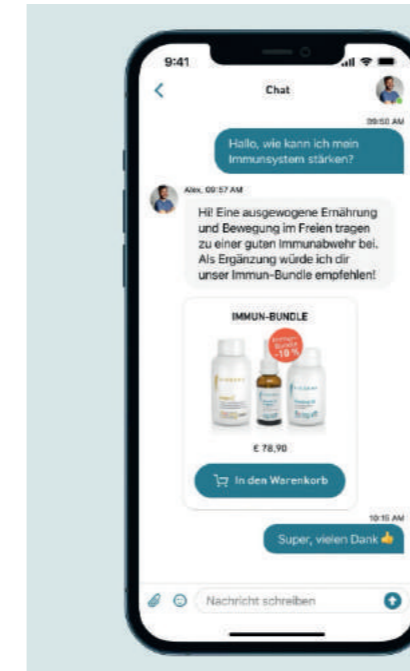 9:41
Chat
09:50 AM
Hallo, wie kann ich mein
Immunsystem stärken?
Alex, 09:57 AM
Hi! Eine ausgewogene Ernährung
und Bewegung im Freien tragen
zu einer guten Immunabwehr bei.
Als Ergänzung würde ich dir
unser Immun-Bundle empfehlen!
IMMUN-BUNDLE
Immun-
Bundle
-10 %
€ 78,90
In den Warenkorb
10:15 AM
Super, vielen Dank 👍
Nachricht schreiben